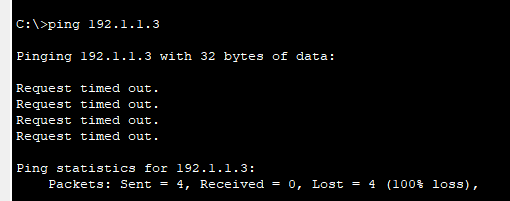 C:\>ping 192.1.1.3
Pinging 192.1.1.3 with 32 bytes of data:
Request timed out.
Request timed out.
Request timed out.
Request timed out.
Ping statistics for 192.1.1.3:
Packets: Sent = 4, Received = 0, Lost = 4 (100% loss),